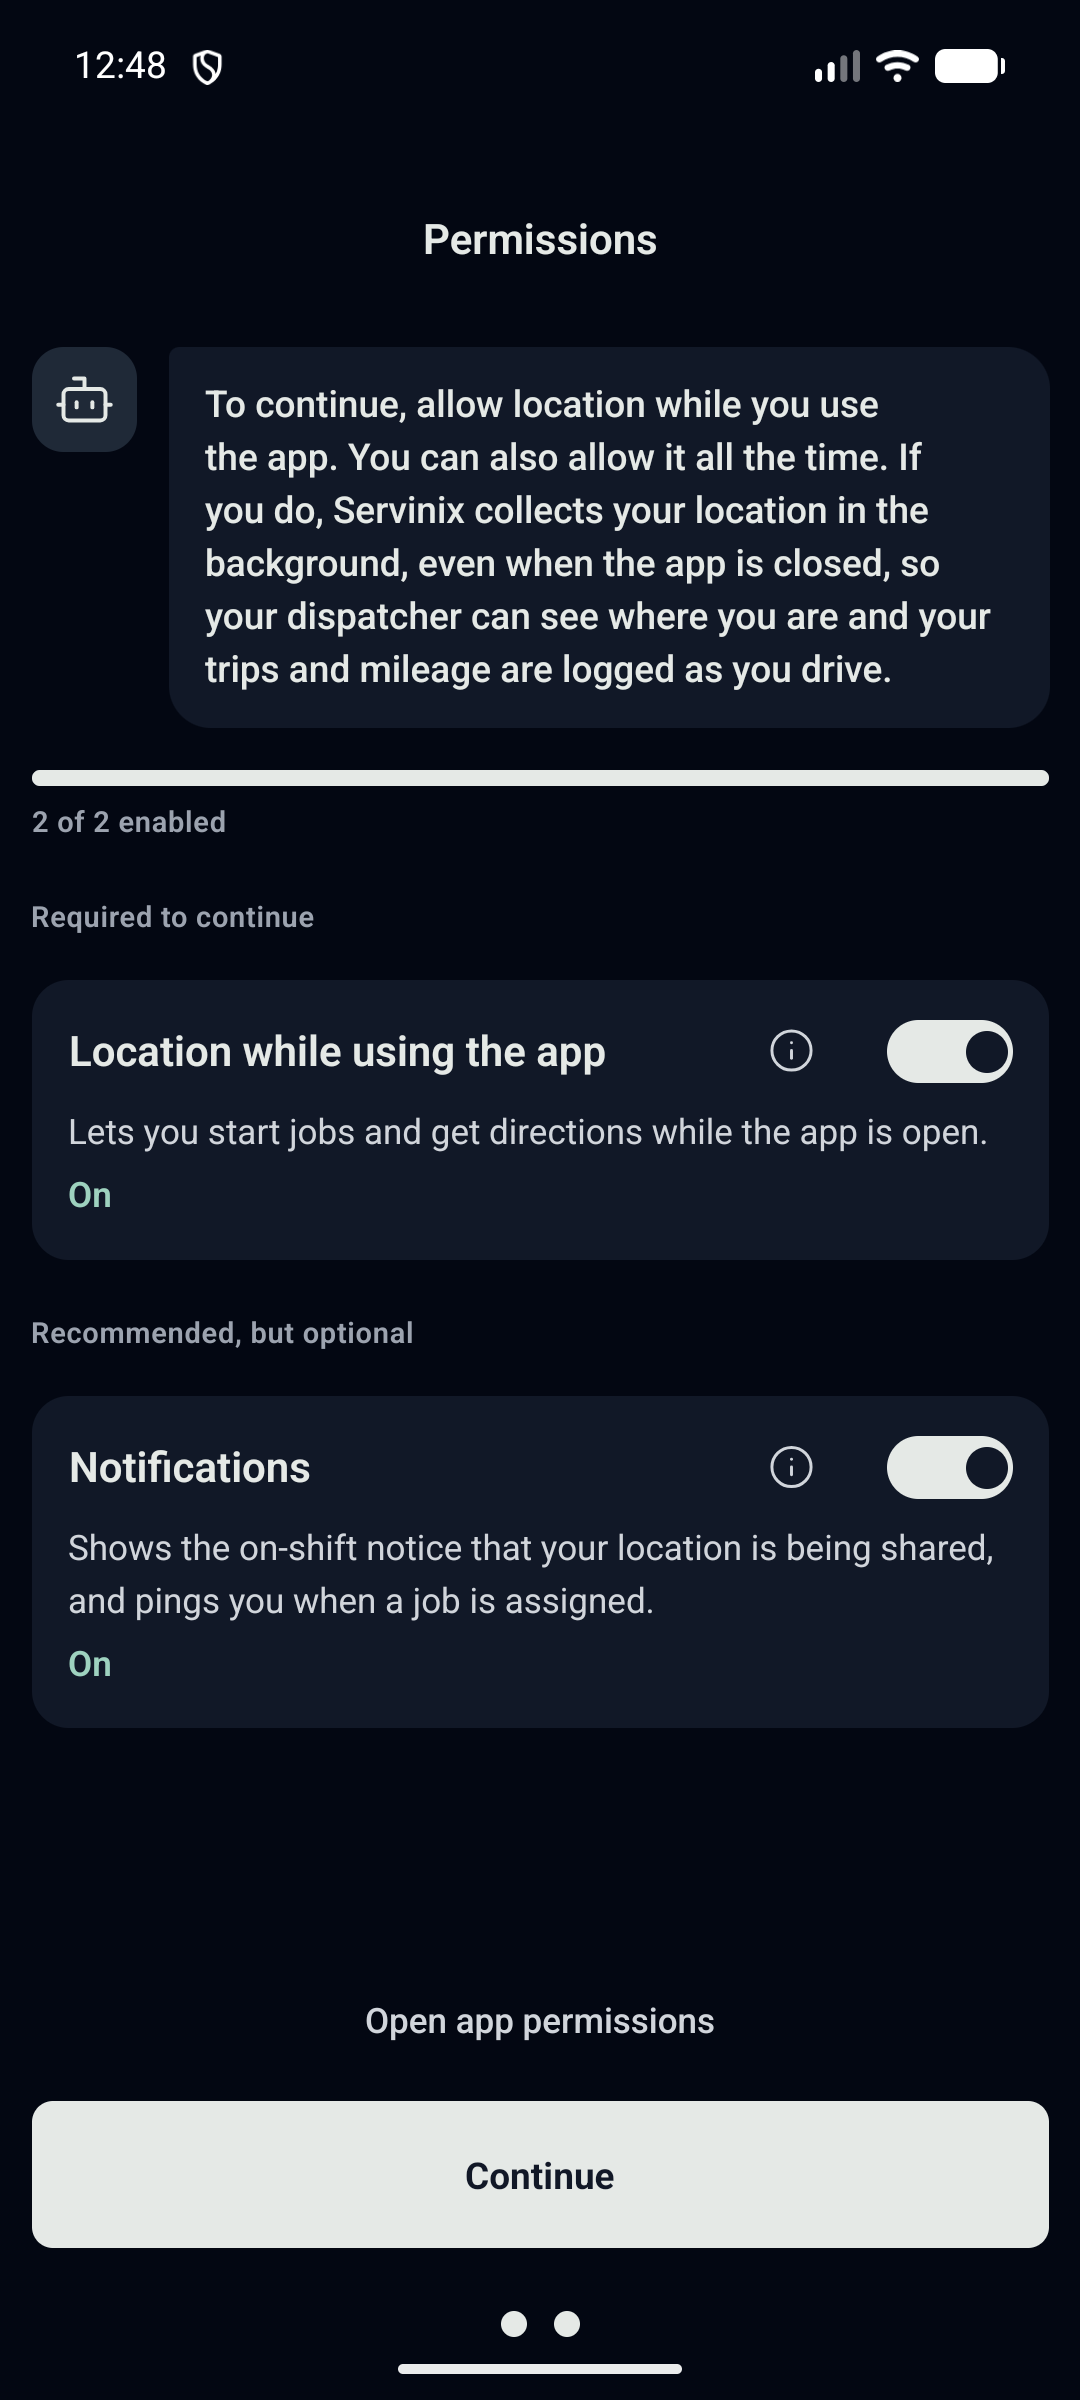 12:48
Permissions
To continue, allow location while you use
the app. You can also allow it all the time. If
you do, Servinix collects your location in the
background, even when the app is closed, so
your dispatcher can see where you are and your
trips and mileage are logged as you drive.
2 of 2 enabled
Required to continue
Location while using the app
Lets you start jobs and get directions while the app is open.
On
Recommended, but optional
Notifications
Shows the on-shift notice that your location is being shared,
and pings you when a job is assigned.
On
Open app permissions
Continue